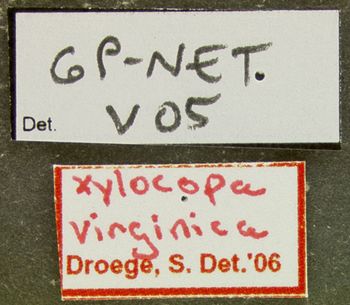 GP-NET.
Det. V05
xylocopa
virginica
Droege, S. Det.'06